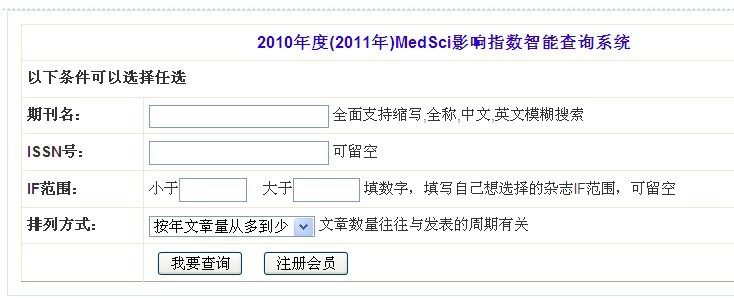 2010年度(2011年)MedSci影响指数智能查询系统
以下条件可以选择任选
期刊名： 全面支持缩写,全称,中文,英文模糊搜索
ISSN号： 可留空
IF范围： 小于 大于 填数字，填写自己想选择的杂志IF范围，可留空
排列方式： 按年文章量从多到少 文章数量往往与发表的周期有关
我要查询 注册会员